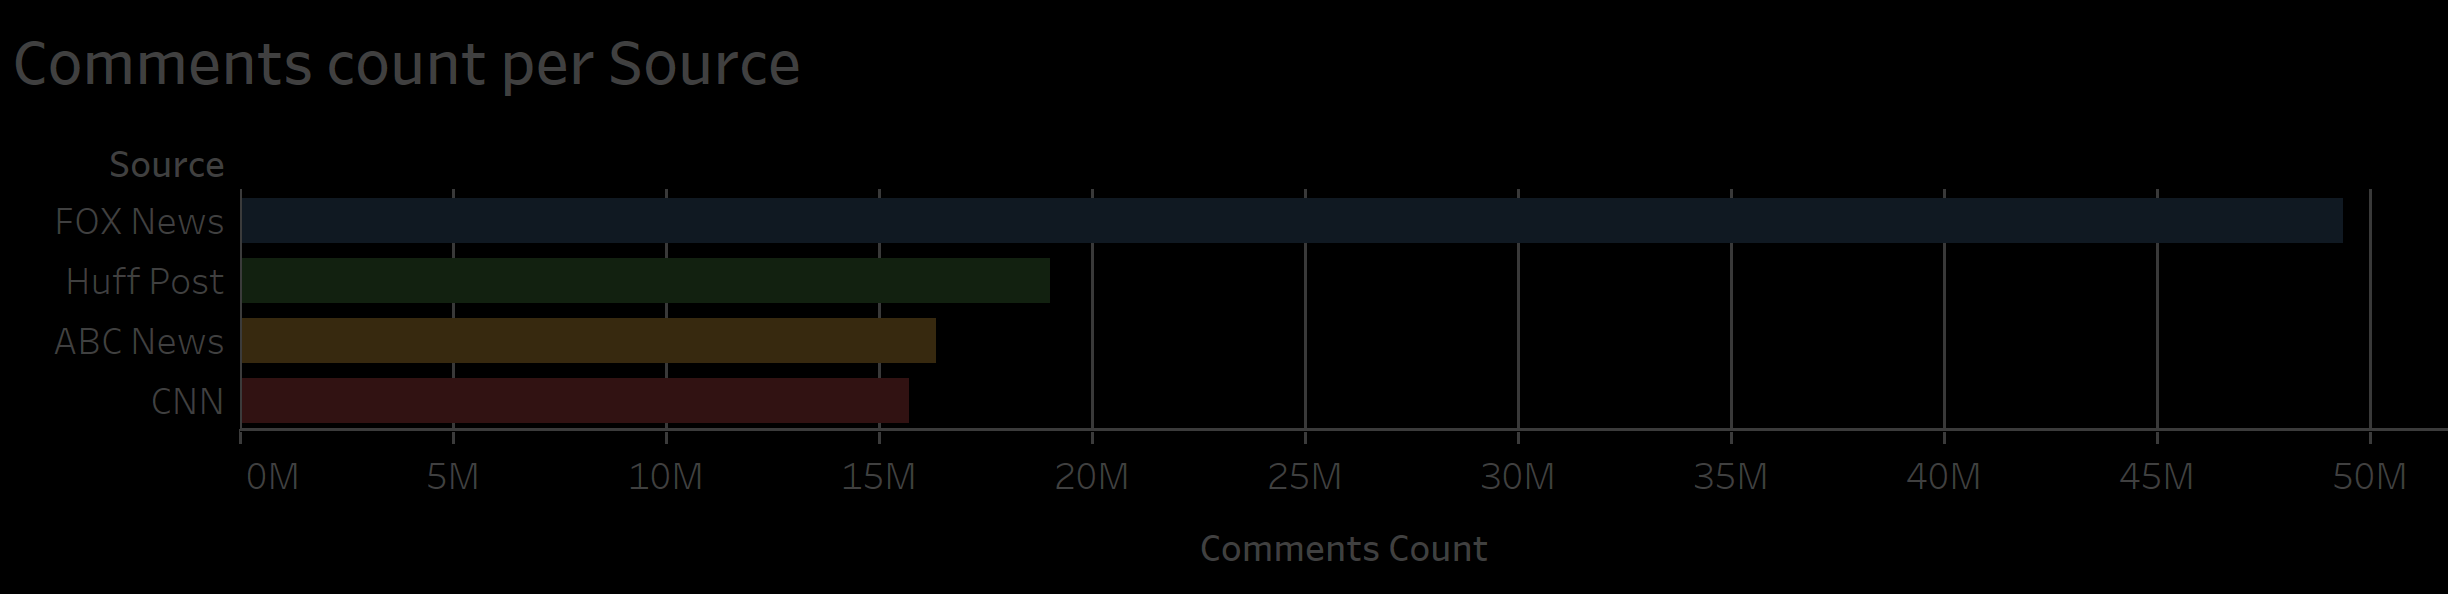 Comments count per Source
Source
FOX News
Huff Post
ABC News
CNN
0M 5M 10M 15M 20M 25M 30M 35M 40M 45M 50M
Comments Count